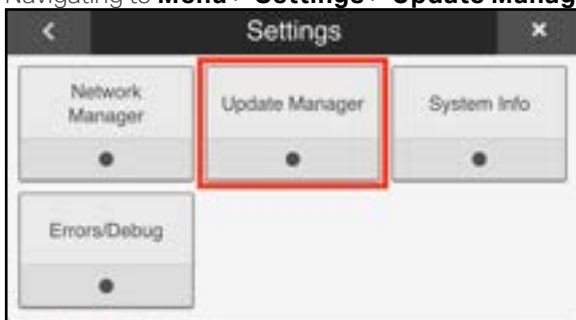 Navigating to Menu > Settings > Update Manag
Settings
Network
Manager
Update Manager
System Info
Errors/Debug